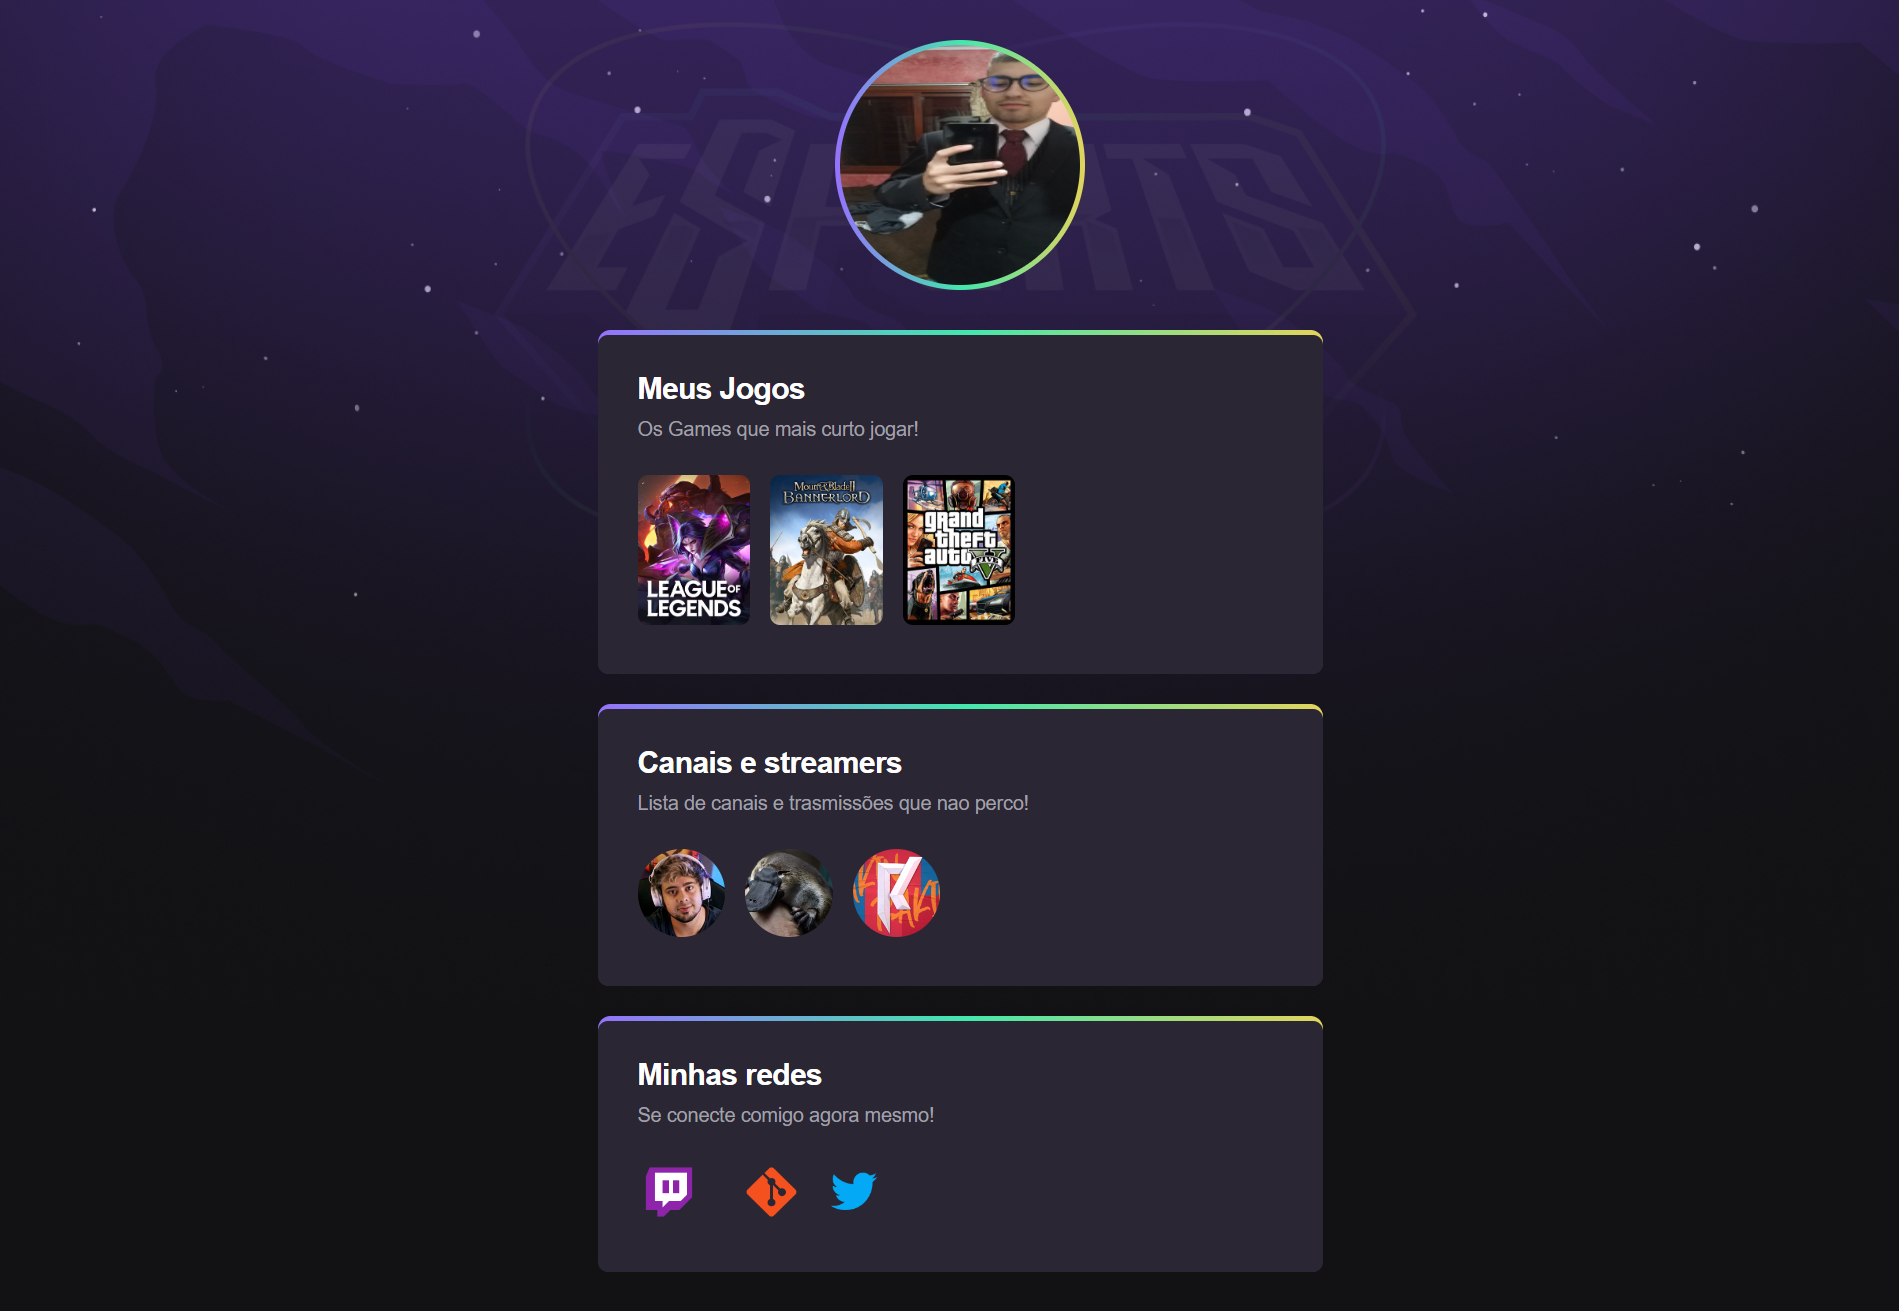 ESPORTS
Meus Jogos
Os Games que mais curto jogar!
LEAGUE OF
LEGENDS
Mount & Blade II
BANNERLORD
grand
theft
auto V
Canais e streamers
Lista de canais e trasmissões que nao perco!
Minhas redes
Se conecte comigo agora mesmo!